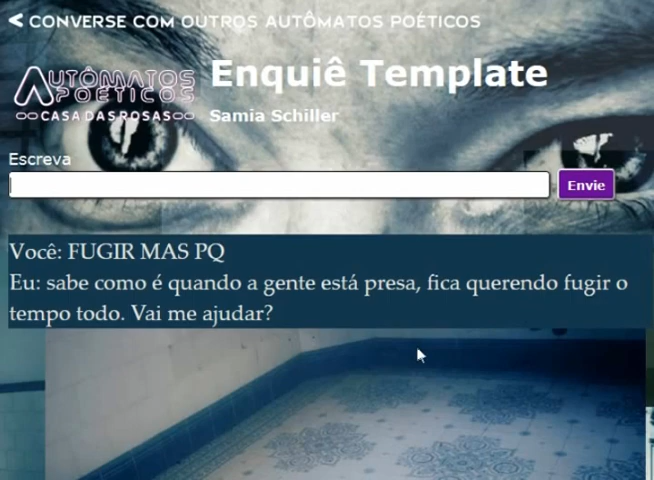 < CONVERSE COM OUTROS AUTÔMATOS POÉTICOS
AUTÔMATOS
POÉTICOS
CASA DAS ROSAS
Enquiê Template
Samia Schiller
Escreva
Envie
Você: FUGIR MAS PQ
Eu: sabe como é quando a gente está presa, fica querendo fugir o
tempo todo. Vai me ajudar?